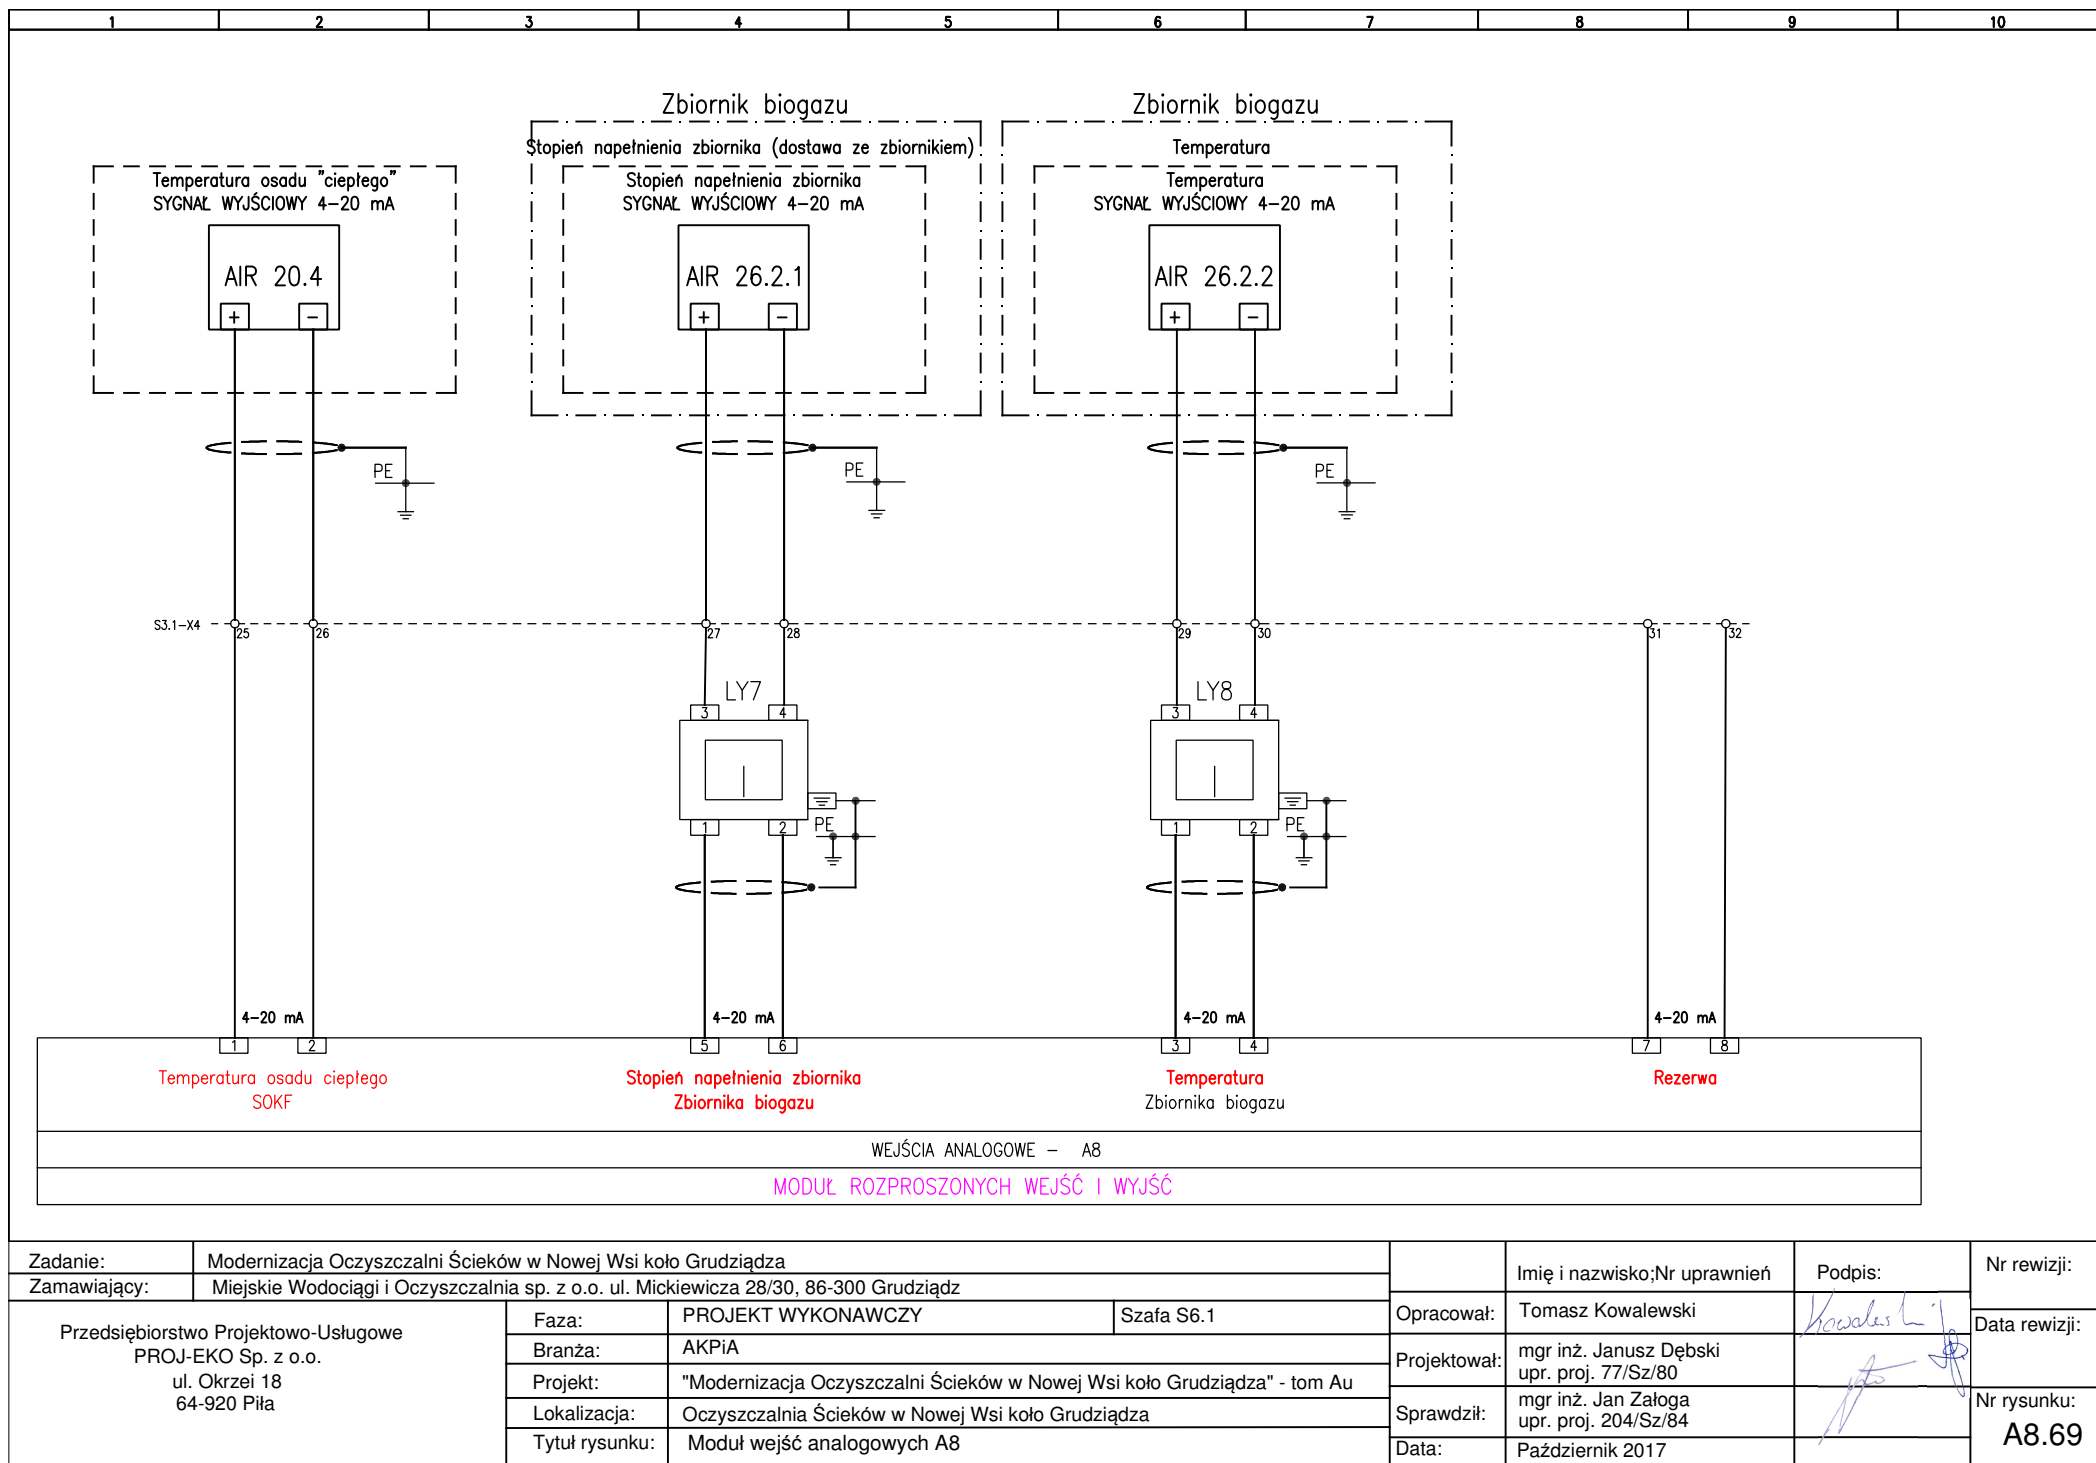 1 2 3 4 5 6 7 8 9 10
Zbiornik biogazu
Zbiornik biogazu
Stopień napełnienia zbiornika (dostawa ze zbiornikiem)
Temperatura
Temperatura osadu "ciepłego"
SYGNAŁ WYJŚCIOWY 4-20 mA
Stopień napełnienia zbiornika
SYGNAŁ WYJŚCIOWY 4-20 mA
Temperatura
SYGNAŁ WYJŚCIOWY 4-20 mA
AIR 20.4
+ -
AIR 26.2.1
+ -
AIR 26.2.2
+ -
PE
PE
PE
S3.1-X4
25 26 27 28 29 30 31 32
LY7
3 4
LY8
3 4
PE
1 2
PE
1 2
4-20 mA
4-20 mA
4-20 mA
4-20 mA
1 2 5 6 3 4 7 8
Temperatura osadu ciepłego
SOKF
Stopień napełnienia zbiornika
Zbiornika biogazu
Temperatura
Zbiornika biogazu
Rezerwa
WEJŚCIA ANALOGOWE - A8
MODUŁ ROZPROSZONYCH WEJŚĆ I WYJŚĆ
Zadanie: Modernizacja Oczyszczalni Ścieków w Nowej Wsi koło Grudziądza
Zamawiający: Miejskie Wodociągi i Oczyszczalnia sp. z o.o. ul. Mickiewicza 28/30, 86-300 Grudziądz
Przedsiębiorstwo Projektowo-Usługowe
PROJ-EKO Sp. z o.o.
ul. Okrzei 18
64-920 Piła
Faza: PROJEKT WYKONAWCZY Szafa S6.1
Branża: AKPiA
Projekt: "Modernizacja Oczyszczalni Ścieków w Nowej Wsi koło Grudziądza" - tom Au
Lokalizacja: Oczyszczalnia Ścieków w Nowej Wsi koło Grudziądza
Tytuł rysunku: Moduł wejść analogowych A8
Imię i nazwisko;Nr uprawnień Podpis:
Opracował: Tomasz Kowalewski
Projektował: mgr inż. Janusz Dębski
upr. proj. 77/Sz/80
Sprawdził: mgr inż. Jan Załoga
upr. proj. 204/Sz/84
Data: Październik 2017
Nr rewizji:
Data rewizji:
Nr rysunku:
A8.69